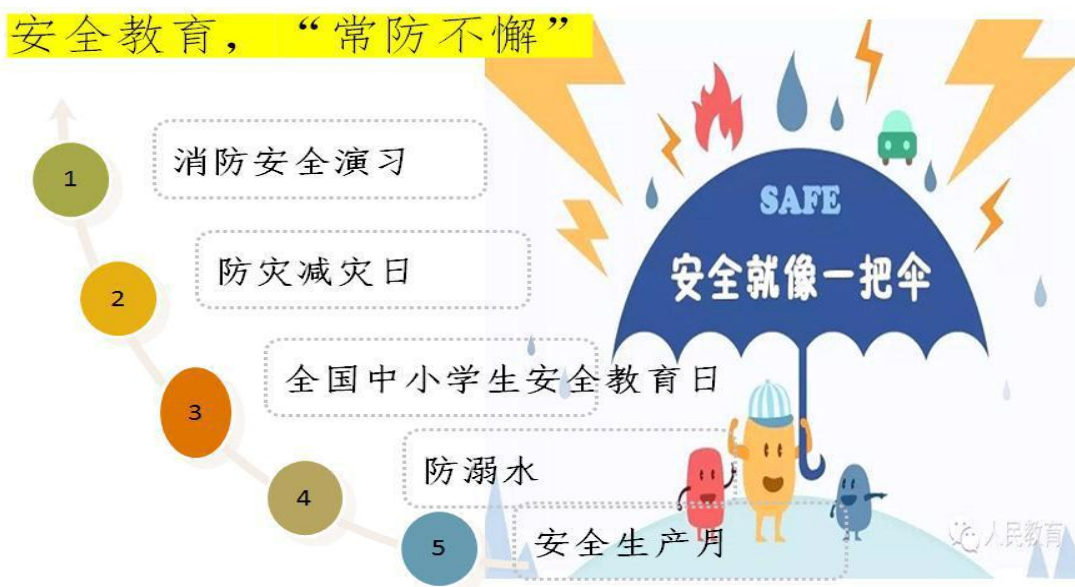 安全教育，“常防不懈”
1
消防安全演习
2
防灾减灾日
3
全国中小学生安全教育日
4
防溺水
5
安全生产月
SAFE
安全就像一把伞
人民教育